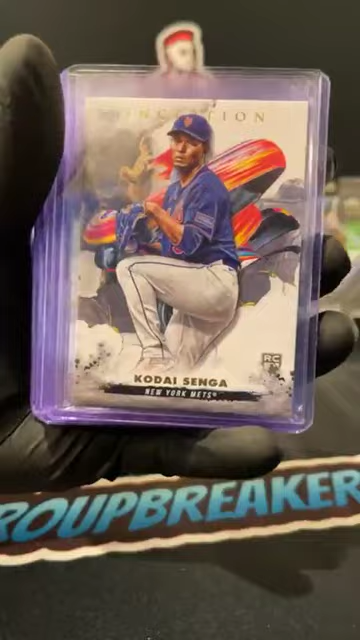 INCEPTION
RC
KODAI SENGA
NEW YORK METS
ROUPBREAKER